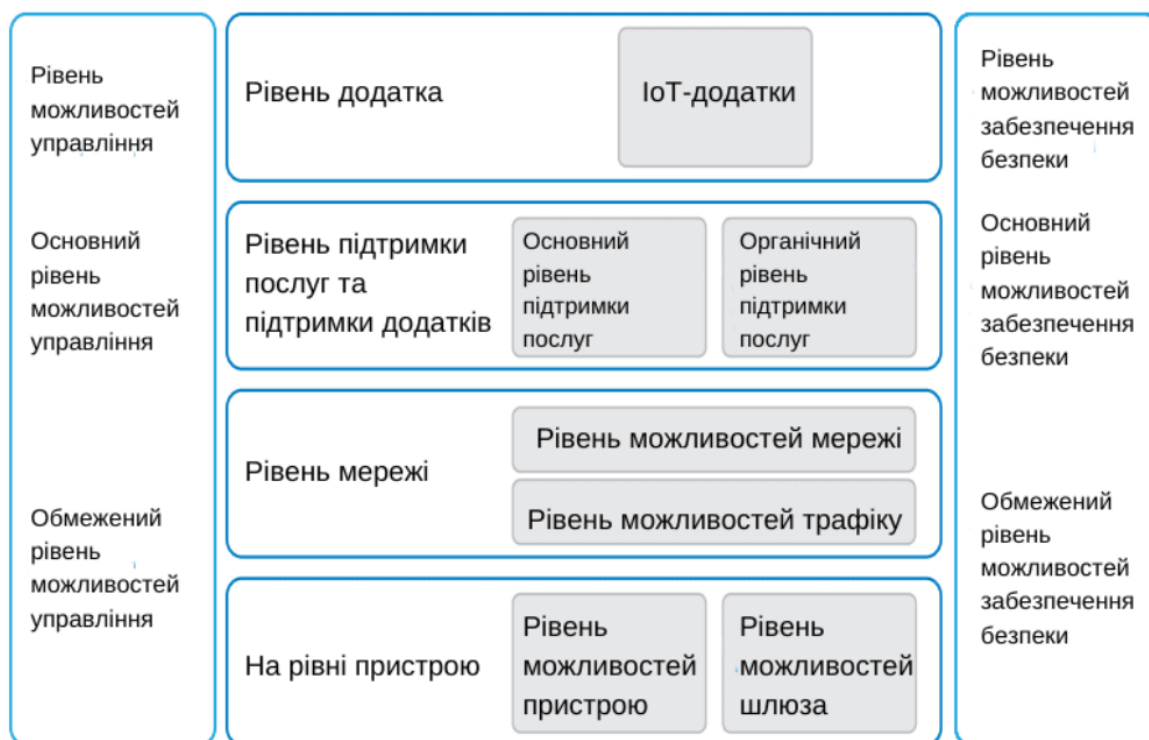 Рівень
можливостей
управління
Основний
рівень
можливостей
управління
Обмежений
рівень
можливостей
управління
Рівень додатка
IoT-додатки
Рівень підтримки
послуг та
підтримки додатків
Основний
рівень
підтримки
послуг
Органічний
рівень
підтримки
послуг
Рівень мережі
Рівень можливостей мережі
Рівень можливостей трафіку
На рівні пристрою
Рівень
можливостей
пристрою
Рівень
можливостей
шлюза
Рівень
можливостей
забезпечення
безпеки
Основний
рівень
можливостей
забезпечення
безпеки
Обмежений
рівень
можливостей
забезпечення
безпеки